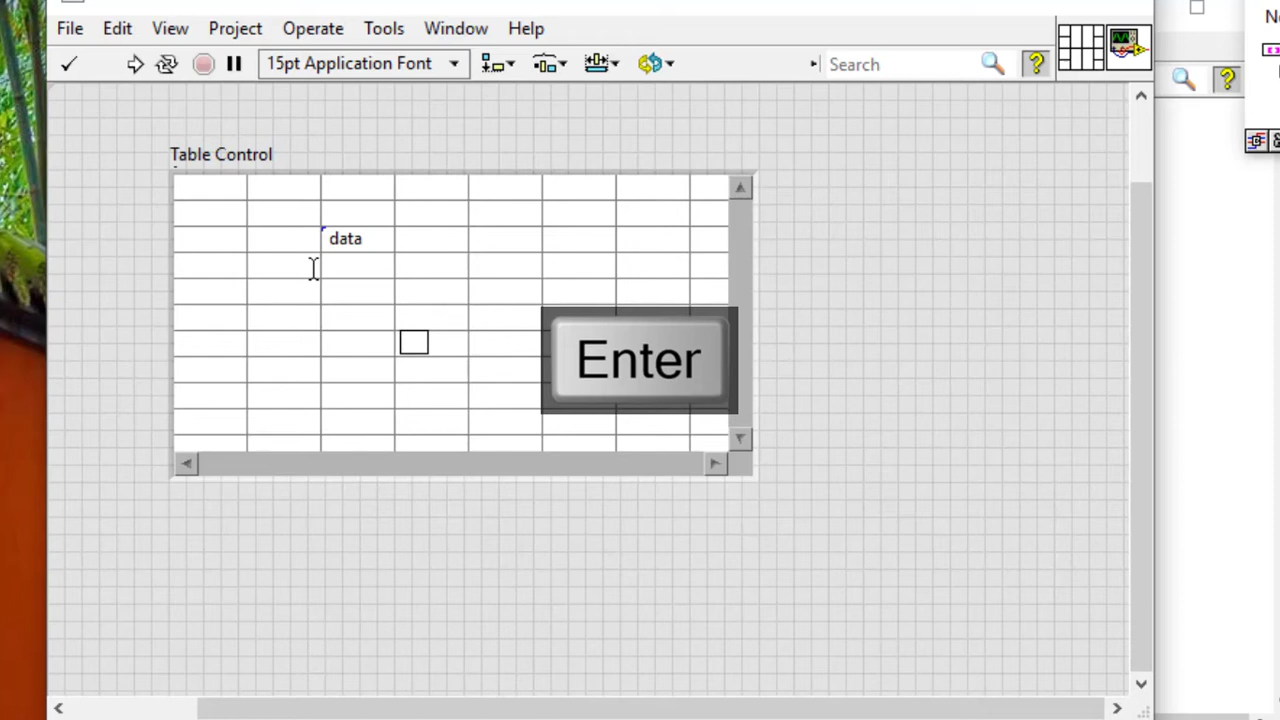 File Edit View Project Operate Tools Window Help
15pt Application Font
Search
?
?
Table Control
data
Enter